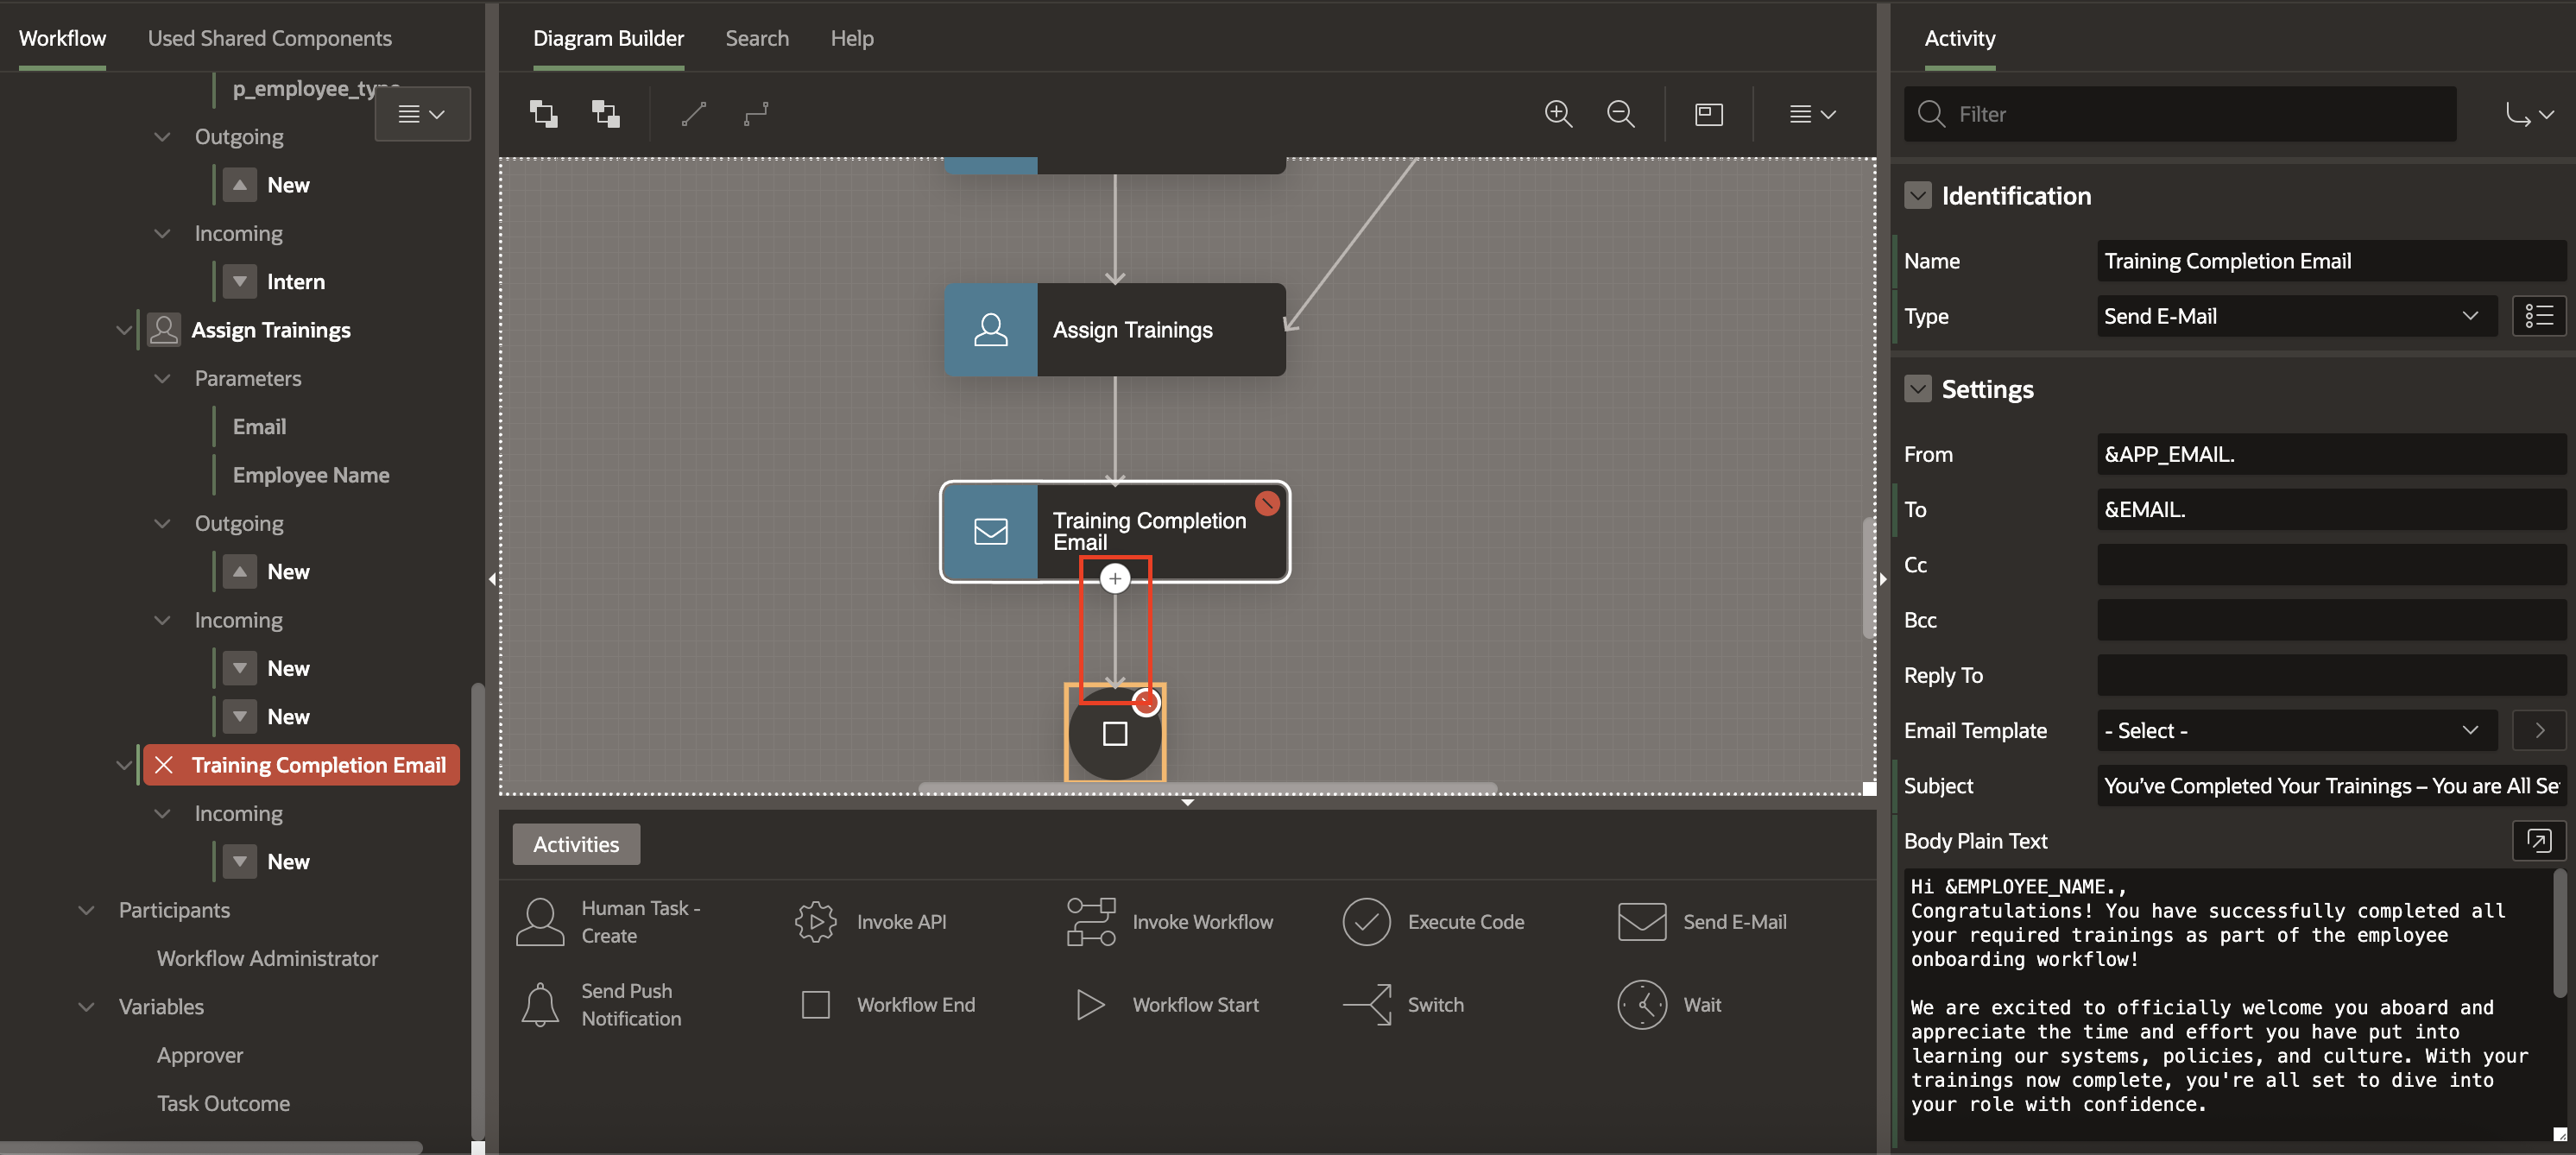 Workflow
Used Shared Components
p_employee_type
Outgoing
New
Incoming
Intern
Assign Trainings
Parameters
Email
Employee Name
Outgoing
New
Incoming
New
New
Training Completion Email
Incoming
New
Participants
Workflow Administrator
Variables
Approver
Task Outcome
Diagram Builder
Search
Help
Assign Trainings
Training Completion
Email
Activities
Human Task -
Create
Invoke API
Invoke Workflow
Execute Code
Send E-Mail
Send Push
Notification
Workflow End
Workflow Start
Switch
Wait
Activity
Filter
Identification
Name
Training Completion Email
Type
Send E-Mail
Settings
From
&APP_EMAIL.
To
&EMAIL.
Cc
Bcc
Reply To
Email Template
- Select -
Subject
You’ve Completed Your Trainings – You are All Se
Body Plain Text
Hi &EMPLOYEE_NAME.,
Congratulations! You have successfully completed all
your required trainings as part of the employee
onboarding workflow!
We are excited to officially welcome you aboard and
appreciate the time and effort you have put into
learning our systems, policies, and culture. With your
trainings now complete, you're all set to dive into
your role with confidence.